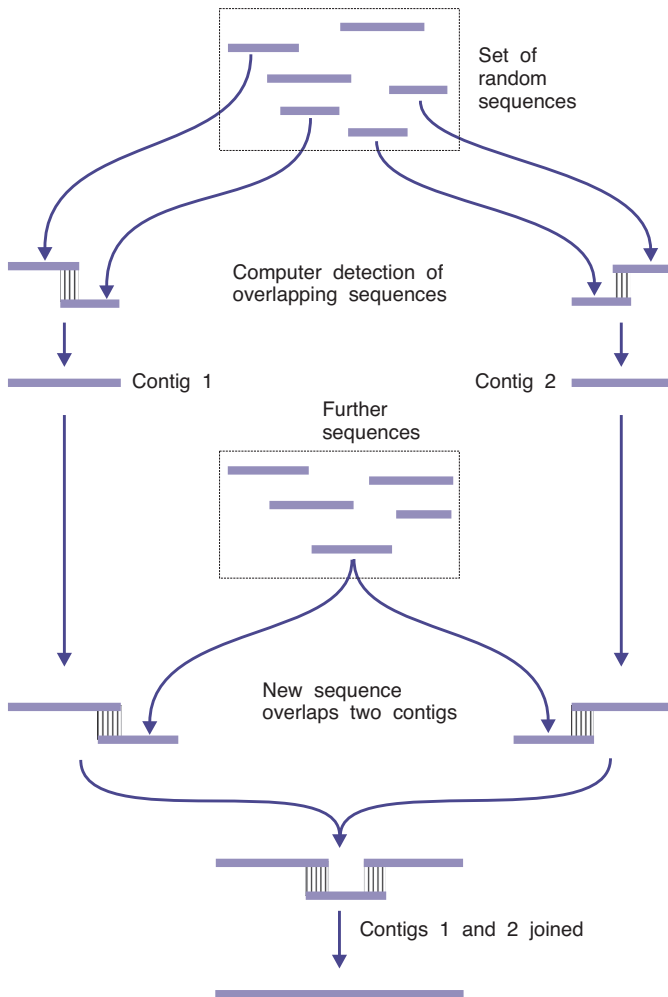 Set of
random
sequences
Computer detection of
overlapping sequences
Contig 1
Contig 2
Further
sequences
New sequence
overlaps two contigs
Contigs 1 and 2 joined